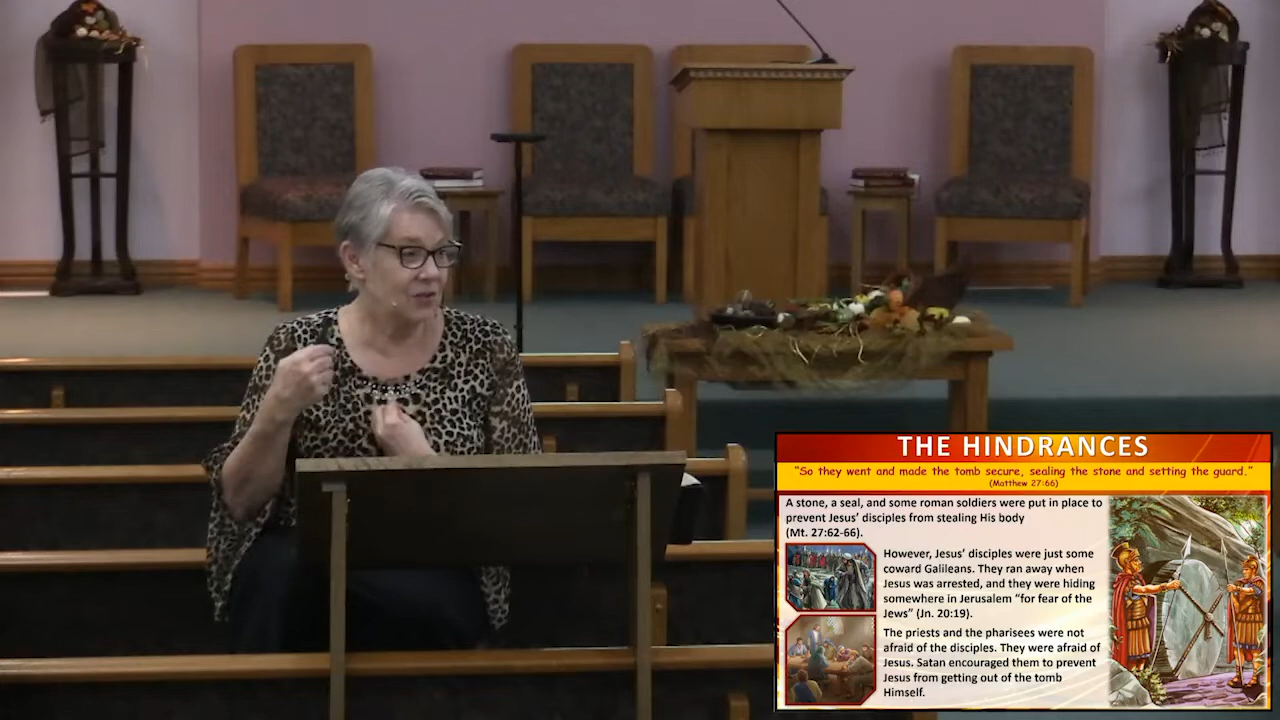 THE HINDRANCES
“So they went and made the tomb secure, sealing the stone and setting the guard.”
(Matthew 27:66)
A stone, a seal, and some roman soldiers were put in place to
prevent Jesus’ disciples from stealing His body
(Mt. 27:62-66).
However, Jesus’ disciples were just some
coward Galileans. They ran away when
Jesus was arrested, and they were hiding
somewhere in Jerusalem “for fear of the
Jews” (Jn. 20:19).
The priests and the pharisees were not
afraid of the disciples. They were afraid of
Jesus. Satan encouraged them to prevent
Jesus from getting out of the tomb
Himself.